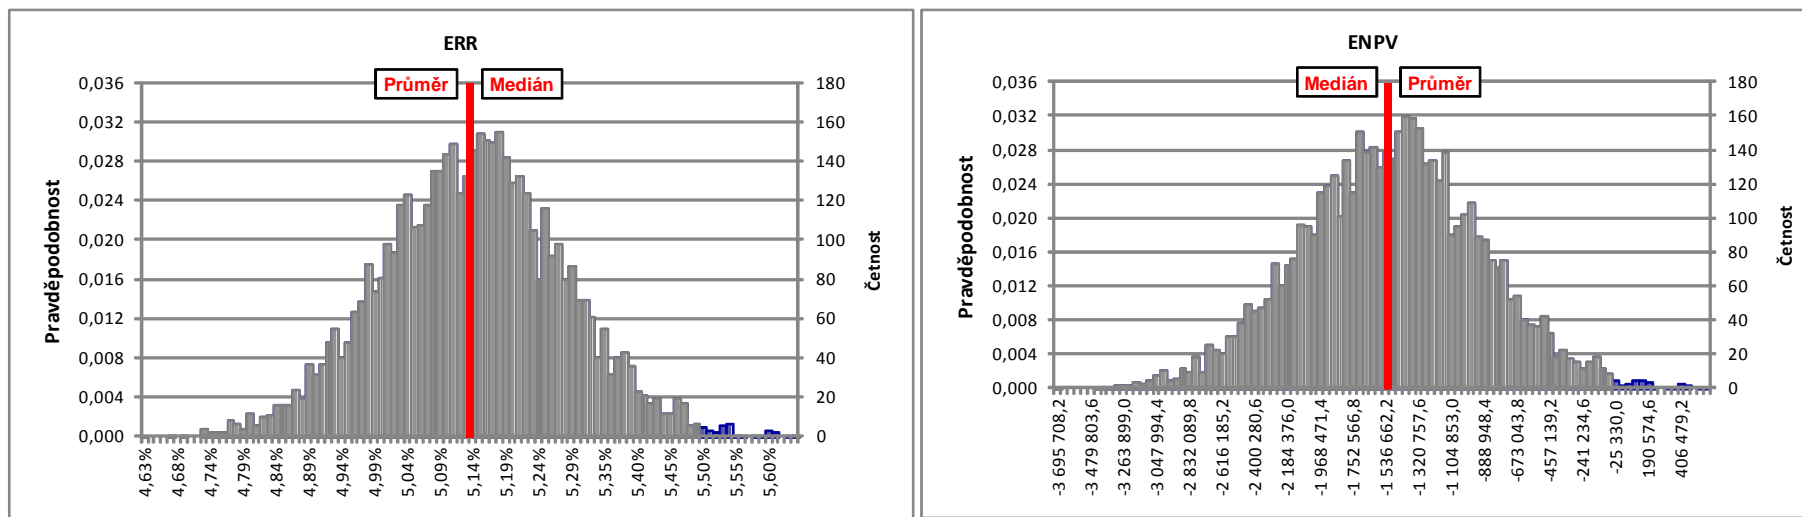 ERR
Průměr
Medián
Pravděpodobnost
0,036
0,032
0,028
0,024
0,020
0,016
0,012
0,008
0,004
0,000
180
160
140
120
100
80
60
40
20
0
Četnost
4,63%
4,68%
4,74%
4,79%
4,84%
4,89%
4,94%
4,99%
5,04%
5,09%
5,14%
5,19%
5,24%
5,29%
5,35%
5,40%
5,45%
5,50%
5,55%
5,60%
ENPV
Medián
Průměr
Pravděpodobnost
0,036
0,032
0,028
0,024
0,020
0,016
0,012
0,008
0,004
0,000
180
160
140
120
100
80
60
40
20
0
Četnost
-3 695 708,2
-3 479 803,6
-3 263 899,0
-3 047 994,4
-2 832 089,8
-2 616 185,2
-2 400 280,6
-2 184 376,0
-1 968 471,4
-1 752 566,8
-1 536 662,2
-1 320 757,6
-1 104 853,0
-888 948,4
-673 043,8
-457 139,2
-241 234,6
-25 330,0
190 574,6
406 479,2